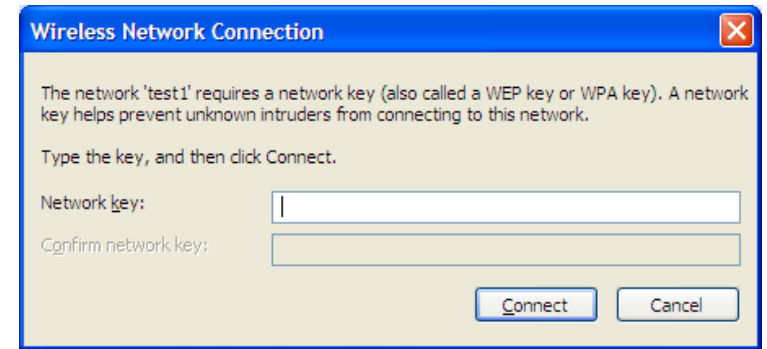 Wireless Network Connection
The network 'test1' requires a network key (also called a WEP key or WPA key). A network
key helps prevent unknown intruders from connecting to this network.
Type the key, and then click Connect.
Network key:
Confirm network key:
Connect Cancel